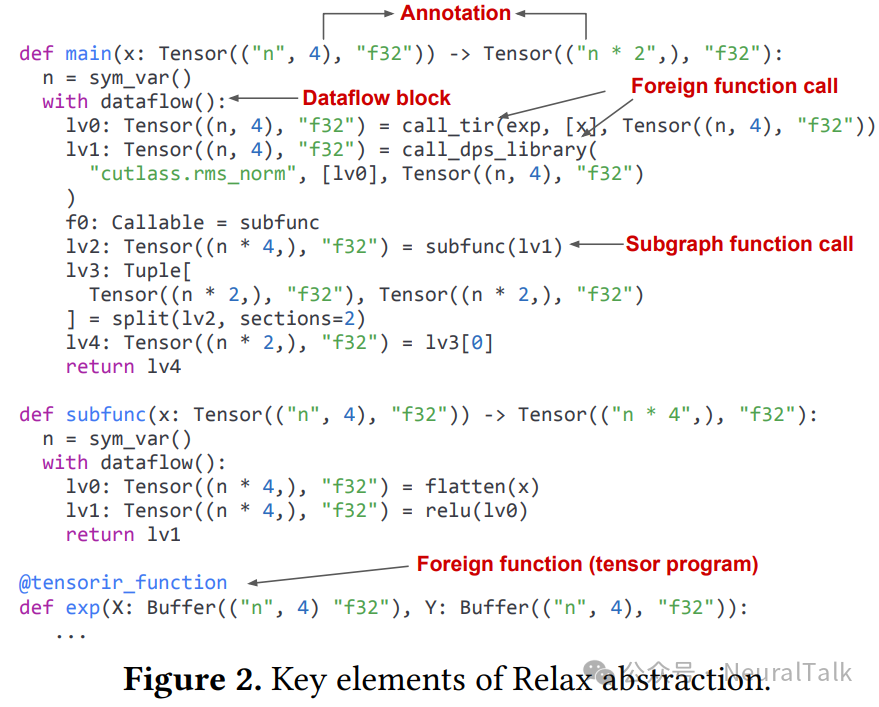 Annotation
def main(x: Tensor(("n", 4), "f32")) -> Tensor(("n * 2",), "f32"):
n = sym_var()
with dataflow():
Dataflow block
Foreign function call
lv0: Tensor((n, 4), "f32") = call_tir(exp, [x], Tensor((n, 4), "f32"))
lv1: Tensor((n, 4), "f32") = call_dps_library(
"cutlass.rms_norm", [lv0], Tensor((n, 4), "f32")
)
f0: Callable = subfunc
lv2: Tensor((n * 4,), "f32") = subfunc(lv1)
Subgraph function call
lv3: Tuple[
Tensor((n * 2,), "f32"), Tensor((n * 2,), "f32")
] = split(lv2, sections=2)
lv4: Tensor((n * 2,), "f32") = lv3[0]
return lv4
def subfunc(x: Tensor(("n", 4), "f32")) -> Tensor(("n * 4",), "f32"):
n = sym_var()
with dataflow():
lv0: Tensor((n * 4,), "f32") = flatten(x)
lv1: Tensor((n * 4,), "f32") = relu(lv0)
return lv1
Foreign function (tensor program)
@tensorir_function
def exp(X: Buffer(("n", 4) "f32"), Y: Buffer(("n", 4), "f32")):
...
Figure 2. Key elements of Relax abstraction.
公众号 · NeuralTalk